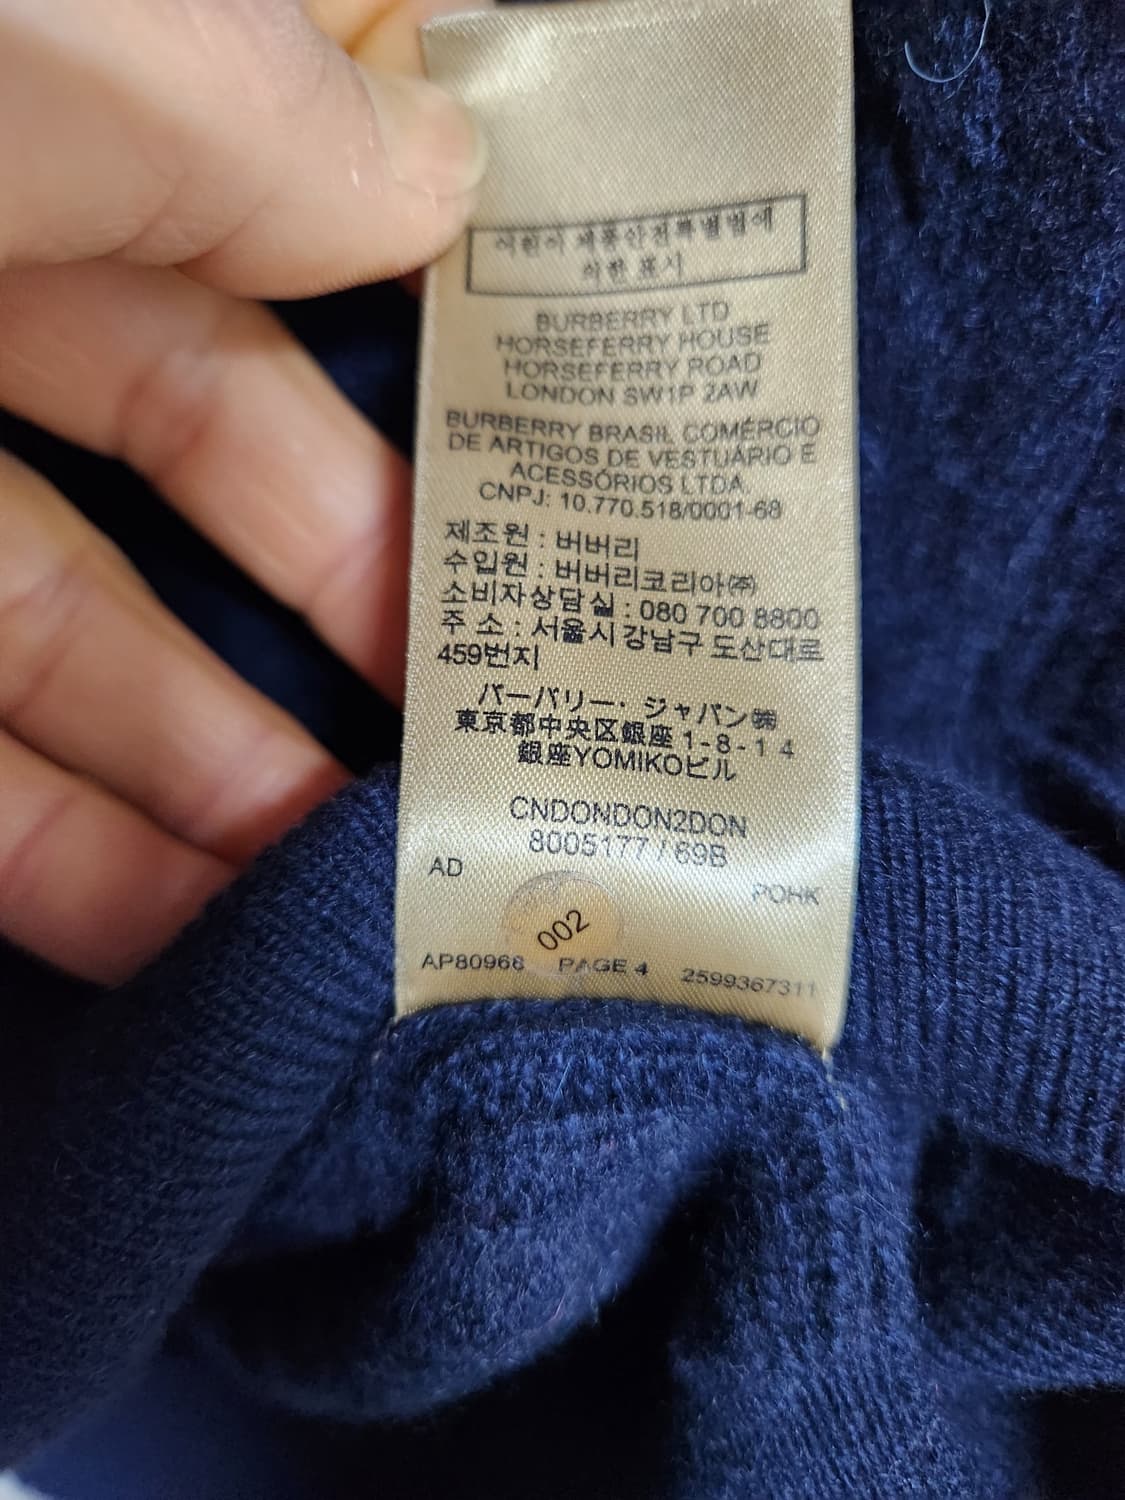 어린이제품안전특별법에
의한 표시
BURBERRY LTD
HORSEFERRY HOUSE
HORSEFERRY ROAD
LONDON SW1P 2AW
BURBERRY BRASIL COMÉRCIO
DE ARTIGOS DE VESTUÁRIO E
ACESSÓRIOS LTDA.
CNPJ: 10.770.518/0001-68
제조원 : 버버리
수입원 : 버버리코리아㈜
소비자상담실 : 080 700 8800
주 소 : 서울시 강남구 도산대로
459번지
バーバリー・ジャパン㈱
東京都中央区銀座 1-8-14
銀座YOMIKOビル
CNDONDON2DON
8005177 / 69B
AD
POHK
002
AP80968 PAGE 4 2599367311